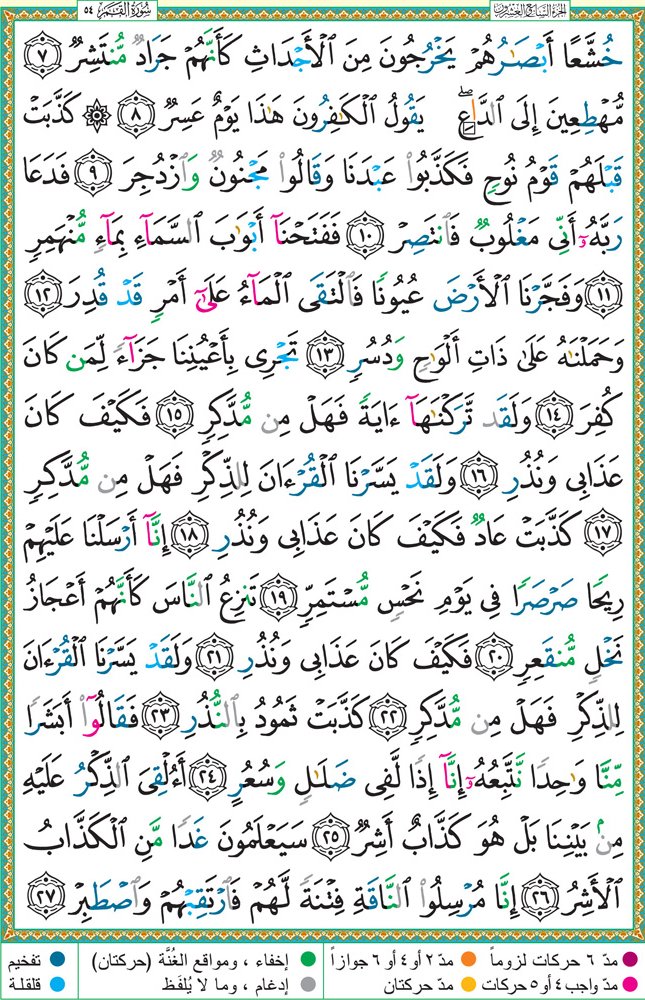 الجزء السابع والعشرون سورة القمر ٥٤
خُشَّعًا أَبْصَٰرُهُمْ يَخْرُجُونَ مِنَ ٱلْأَجْدَاثِ كَأَنَّهُمْ جَرَادٌ مُّنتَشِرٌ ٧
مُّهْطِعِينَ إِلَى ٱلدَّاعِ ۖ يَقُولُ ٱلْكَٰفِرُونَ هَٰذَا يَوْمٌ عَسِرٌ ٨ ۞ كَذَّبَتْ
قَبْلَهُمْ قَوْمُ نُوحٍ فَكَذَّبُوا۟ عَبْدَنَا وَقَالُوا۟ مَجْنُونٌ وَٱزْدُجِرَ ٩ فَدَعَا
رَبَّهُۥٓ أَنِّى مَغْلُوبٌ فَٱنتَصِرْ ١٠ فَفَتَحْنَآ أَبْوَٰبَ ٱلسَّمَآءِ بِمَآءٍ مُّنْهَمِرٍ
١١ وَفَجَّرْنَا ٱلْأَرْضَ عُيُونًا فَٱلْتَقَى ٱلْمَآءُ عَلَىٰٓ أَمْرٍ قَدْ قُدِرَ ١٢
وَحَمَلْنَٰهُ عَلَىٰ ذَاتِ أَلْوَٰحٍ وَدُسُرٍ ١٣ تَجْرِى بِأَعْيُنِنَا جَزَآءً لِّمَن كَانَ
كُفِرَ ١٤ وَلَقَد تَّرَكْنَٰهَآ ءَايَةً فَهَلْ مِن مُّدَّكِرٍ ١٥ فَكَيْفَ كَانَ
عَذَابِى وَنُذُرِ ١٦ وَلَقَدْ يَسَّرْنَا ٱلْقُرْءَانَ لِلذِّكْرِ فَهَلْ مِن مُّدَّكِرٍ
١٧ كَذَّبَتْ عَادٌ فَكَيْفَ كَانَ عَذَابِى وَنُذُرِ ١٨ إِنَّآ أَرْسَلْنَا عَلَيْهِمْ
رِيحًا صَرْصَرًا فِى يَوْمِ نَحْسٍ مُّسْتَمِرٍّ ١٩ تَنزِعُ ٱلنَّاسَ كَأَنَّهُمْ أَعْجَازُ
نَخْلٍ مُّنقَعِرٍ ٢٠ فَكَيْفَ كَانَ عَذَابِى وَنُذُرِ ٢١ وَلَقَدْ يَسَّرْنَا ٱلْقُرْءَانَ
لِلذِّكْرِ فَهَلْ مِن مُّدَّكِرٍ ٢٢ كَذَّبَتْ ثَمُودُ بِٱلنُّذُرِ ٢٣ فَقَالُوٓا۟ أَبَشَرًا
مِّنَّا وَٰحِدًا نَّتَّبِعُهُۥٓ إِنَّآ إِذًا لَّفِى ضَلَٰلٍ وَسُعُرٍ ٢٤ أَءُلْقِىَ ٱلذِّكْرُ عَلَيْهِ
مِنۢ بَيْنِنَا بَلْ هُوَ كَذَّابٌ أَشِرٌ ٢٥ سَيَعْلَمُونَ غَدًا مَّنِ ٱلْكَذَّابُ
ٱلْأَشِرُ ٢٦ إِنَّا مُرْسِلُوا۟ ٱلنَّاقَةِ فِتْنَةً لَّهُمْ فَٱرْتَقِبْهُمْ وَٱصْطَبِرْ ٢٧
مدّ ٦ حركات لزوماً مدّ ٢ أو ٤ أو ٦ جوازاً إخفاء ، ومواقع الغُنَّة (حركتان) تفخيم
مدّ واجب ٤ أو ٥ حركات مدّ حركتان إدغام ، وما لا يُلفَظ قلقلة